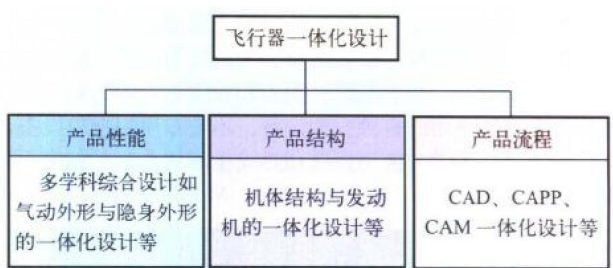 飞行器一体化设计
产品性能
多学科综合设计如
气动外形与隐身外形
的一体化设计等
产品结构
机体结构与发动
机的一体化设计等
产品流程
CAD、CAPP、
CAM 一体化设计等